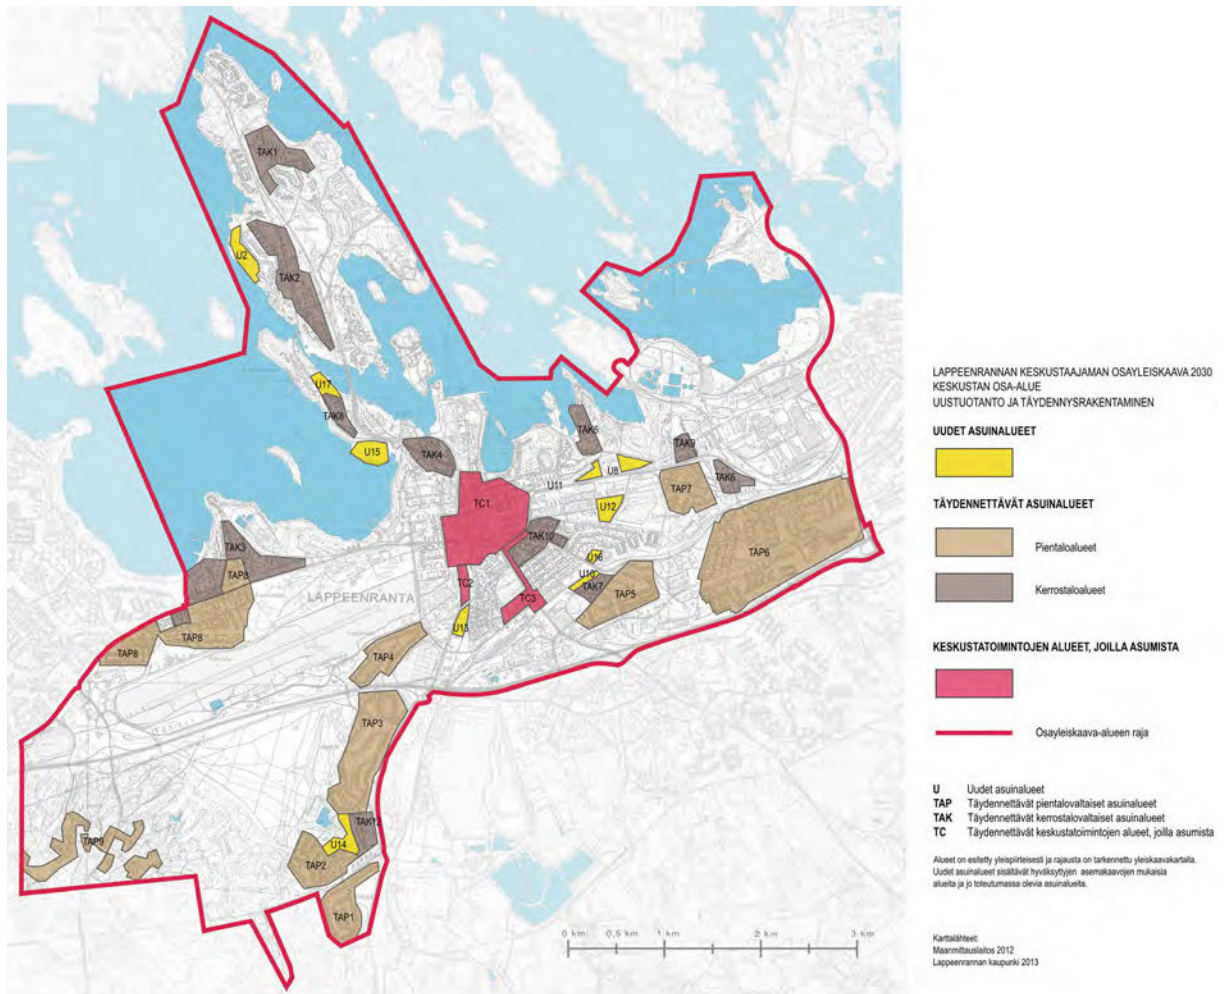 TAK1
U2
TAK2
U17
TAK8
U15
TAK4
TAK5
TAK9
TAK6
U8
U11
TAP7
U12
TC1
TAK10
TAP6
TAK3
TAP8
U16
U10
TAK7
TAP5
TC2
TC3
LAPPEENRANTA
U13
TAP8
TAP8
TAP4
TAP3
TAK12
U14
TAP2
TAP9
TAP1
0 km 0,5 km 1 km 2 km 3 km
LAPPEENRANNAN KESKUSTAAJAMAN OSAYLEISKAAVA 2030
KESKUSTAN OSA-ALUE
UUSTUOTANTO JA TÄYDENNYSRAKENTAMINEN
UUDET ASUINALUEET
TÄYDENNETTÄVÄT ASUINALUEET
Pientaloalueet
Kerrostaloalueet
KESKUSTATOIMINTOJEN ALUEET, JOILLA ASUMISTA
Osayleiskaava-alueen raja
U Uudet asuinalueet
TAP Täydennettävät pientalovaltaiset asuinalueet
TAK Täydennettävät kerrostalovaltaiset asuinalueet
TC Täydennettävät keskustatoimintojen alueet, joilla asumista
Alueet on esitetty yleispiirteisesti ja rajausta on tarkennettu yleiskaavakartalla.
Uudet asuinalueet sisältävät hyväksyttyjen asemakaavojen mukaisia
alueita ja jo toteutumassa olevia asuinalueita.
Karttalähteet:
Maanmittauslaitos 2012
Lappeenrannan kaupunki 2013